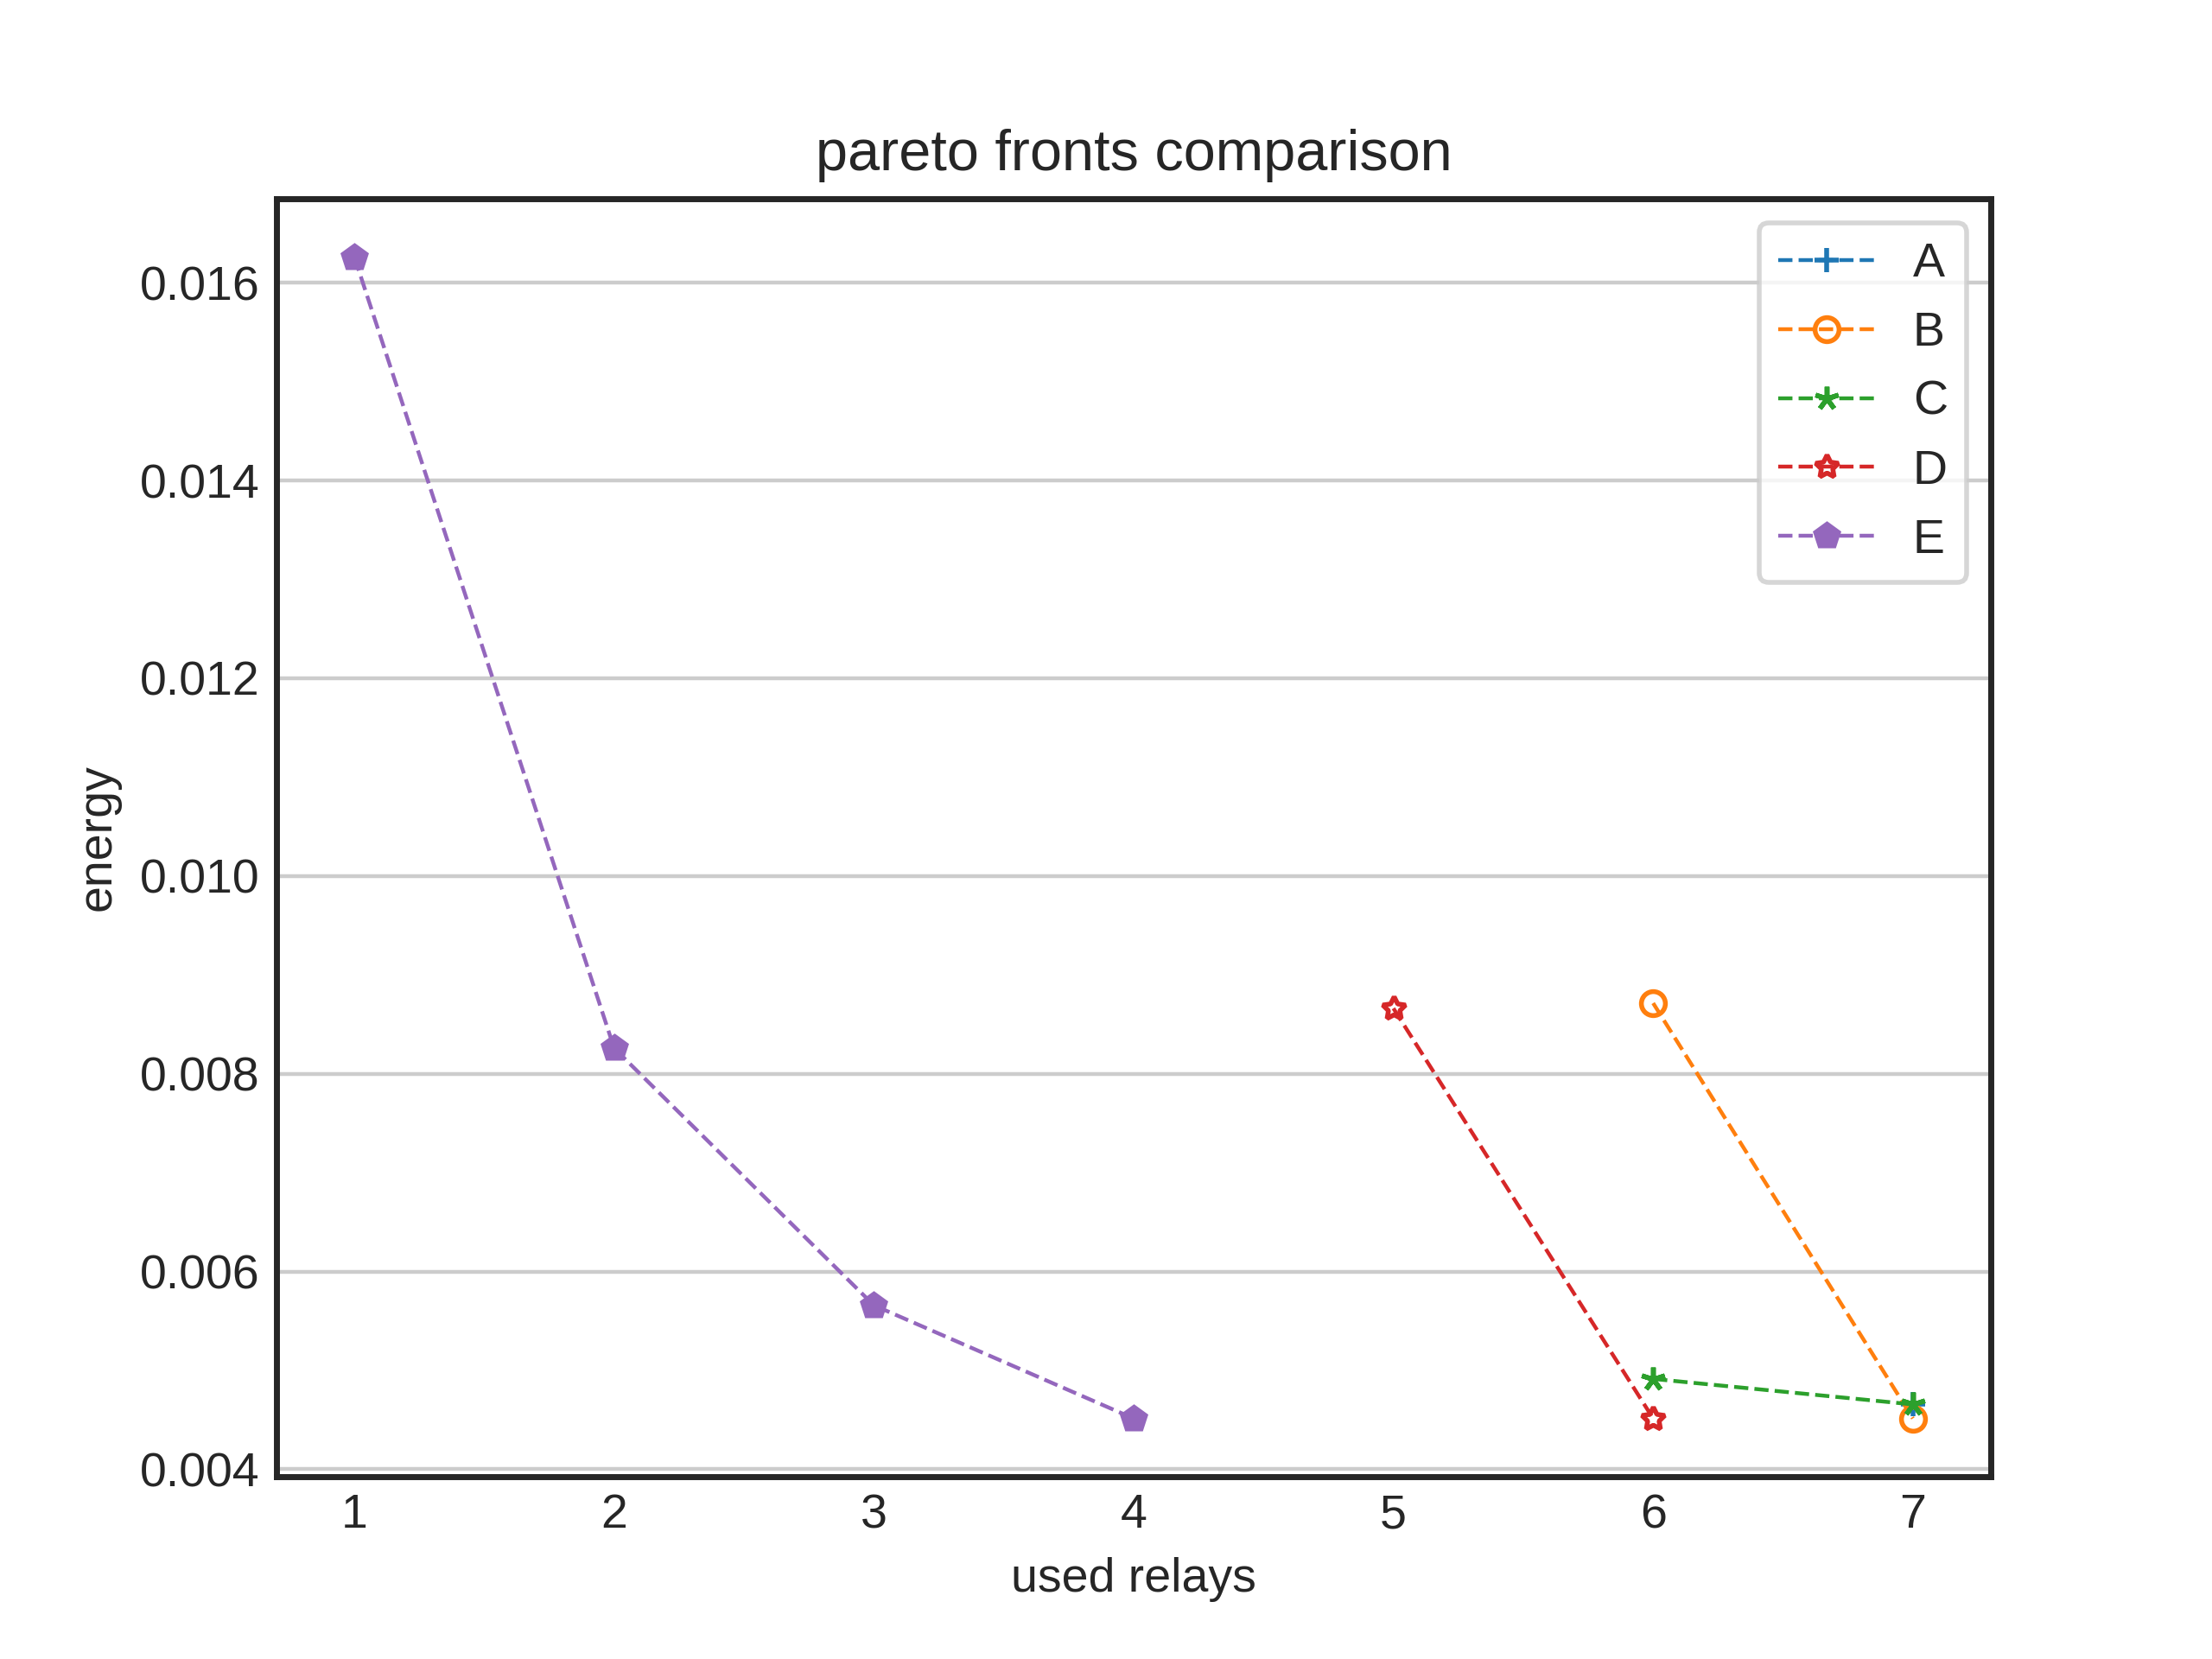 pareto fronts comparison
A
B
C
D
E
0.016
0.014
0.012
0.010
0.008
0.006
0.004
energy
1 2 3 4 5 6 7
used relays